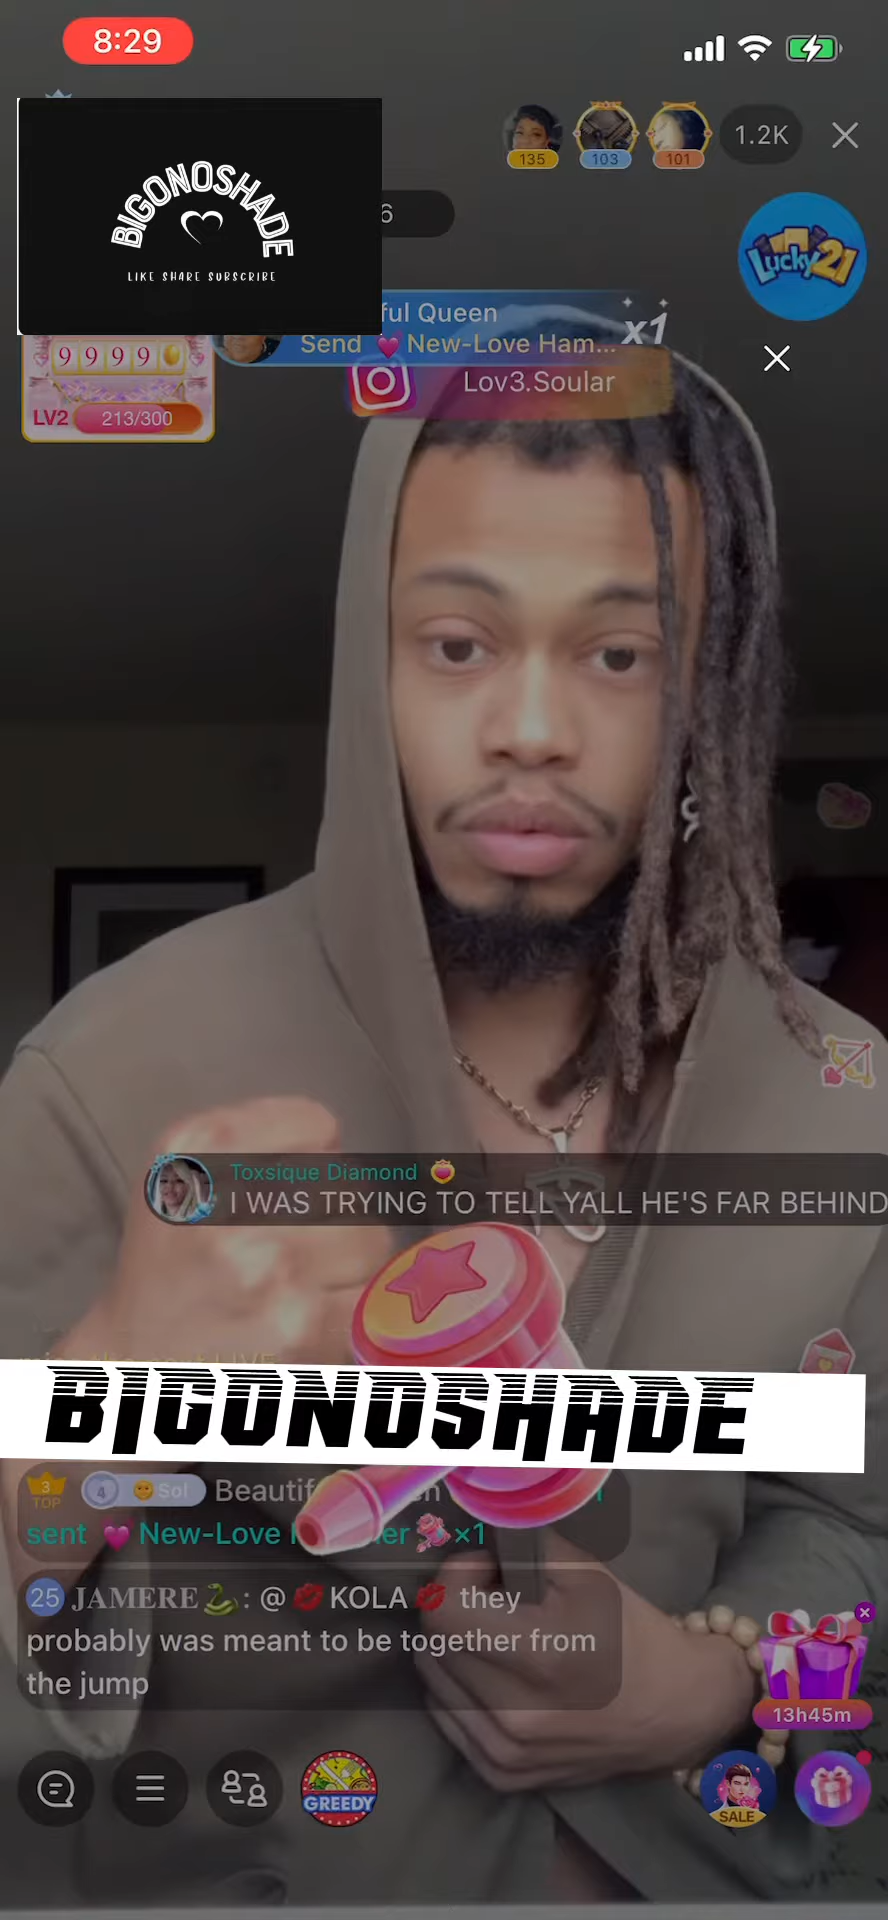 8:29
135
103
101
1.2K
BIGONOSHADE
LIKE SHARE SUBSCRIBE
6
Lucky21
ful Queen
Send 💗New-Love Ham...
x1
9 9 9 9
LV2 213/300
Lov3.Soular
Toxsique Diamond
I WAS TRYING TO TELL YALL HE'S FAR BEHIND
BIGONOSHADE
3
TOP
4 Sol
sent 💗New-Love ×1
25 JAMERE🐍: @💋KOLA💋 they
probably was meant to be together from
the jump
13h45m
GREEDY
SALE